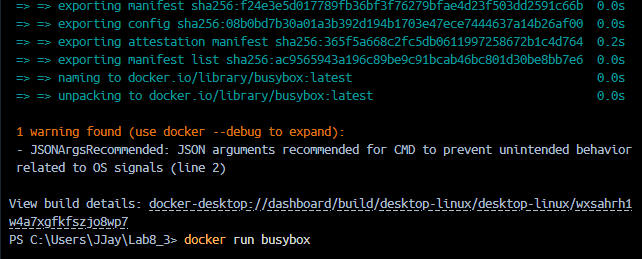 => => exporting manifest sha256:f24e3e5d017789fb36bf3f76279bfae4d23f503dd2591c66b 0.0s
=> => exporting config sha256:08b0bd7b30a01a3b392d194b1703e47ece7444637a14b26af00 0.0s
=> => exporting attestation manifest sha256:365f5a668c2fc5db0611997258672b1c4d764 0.2s
=> => exporting manifest list sha256:ac9565943a196c89be9c91bcab46bc801d30be8bb7e6 0.0s
=> => naming to docker.io/library/busybox:latest 0.0s
=> => unpacking to docker.io/library/busybox:latest 0.0s
1 warning found (use docker --debug to expand):
- JSONArgsRecommended: JSON arguments recommended for CMD to prevent unintended behavior
related to OS signals (line 2)
View build details: docker-desktop://dashboard/build/desktop-linux/desktop-linux/wxsahrh1
w4a7xgfkfszjo8wp7
PS C:\Users\JJay\Lab8_3> docker run busybox